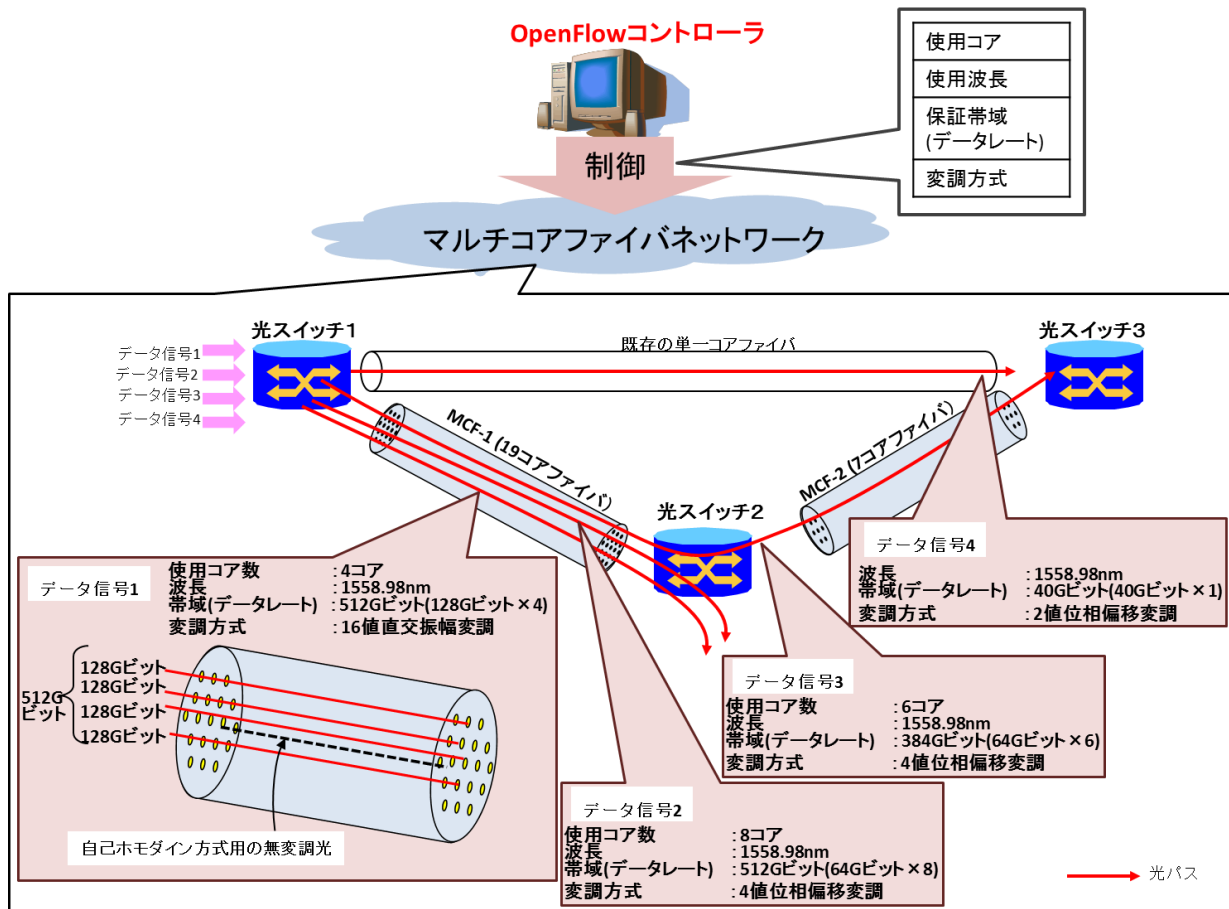 OpenFlowコントローラ
使用コア
使用波長
保証帯域
(データレート)
変調方式
制御
マルチコアファイバネットワーク
光スイッチ1
光スイッチ3
既存の単一コアファイバ
データ信号1
データ信号2
データ信号3
データ信号4
MCF-1 (19コアファイバ)
MCF-2 (7コアファイバ)
光スイッチ2
データ信号4
波長 :1558.98nm
帯域(データレート) :40Gビット(40Gビット×1)
変調方式 :2値位相偏移変調
データ信号1
使用コア数 :4コア
波長 :1558.98nm
帯域(データレート) :512Gビット(128Gビット×4)
変調方式 :16値直交振幅変調
128Gビット
128Gビット
128Gビット
128Gビット
512G
ビット
自己ホモダイン方式用の無変調光
データ信号3
使用コア数 :6コア
波長 :1558.98nm
帯域(データレート) :384Gビット(64Gビット×6)
変調方式 :4値位相偏移変調
データ信号2
使用コア数 :8コア
波長 :1558.98nm
帯域(データレート) :512Gビット(64Gビット×8)
変調方式 :4値位相偏移変調
光パス